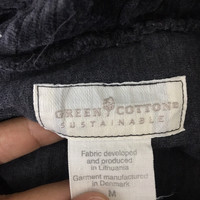 GREEN COTTON®
SUSTAINABLE
Fabric developed
and produced
in Lithuania
Garment manufactured
in Denmark
M